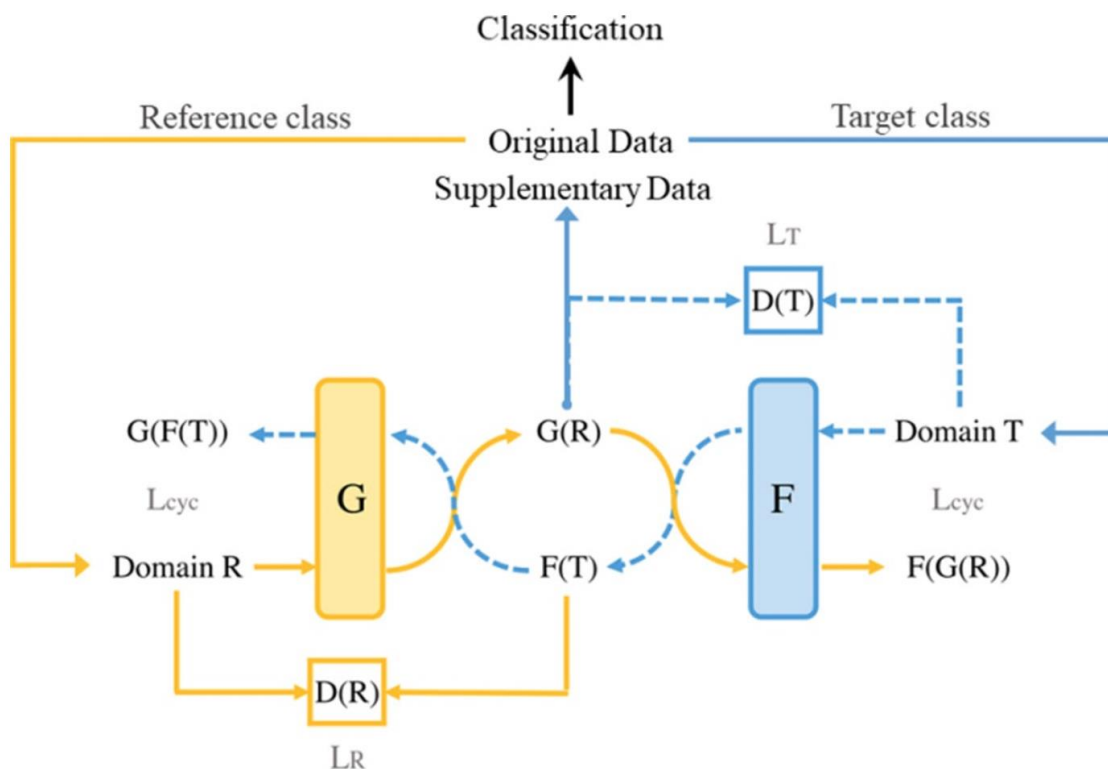 Classification
Reference class
Original Data
Target class
Supplementary Data
LT
D(T)
G(F(T))
G
G(R)
F
Domain T
Lcyc
Lcyc
Domain R
F(T)
F(G(R))
D(R)
LR